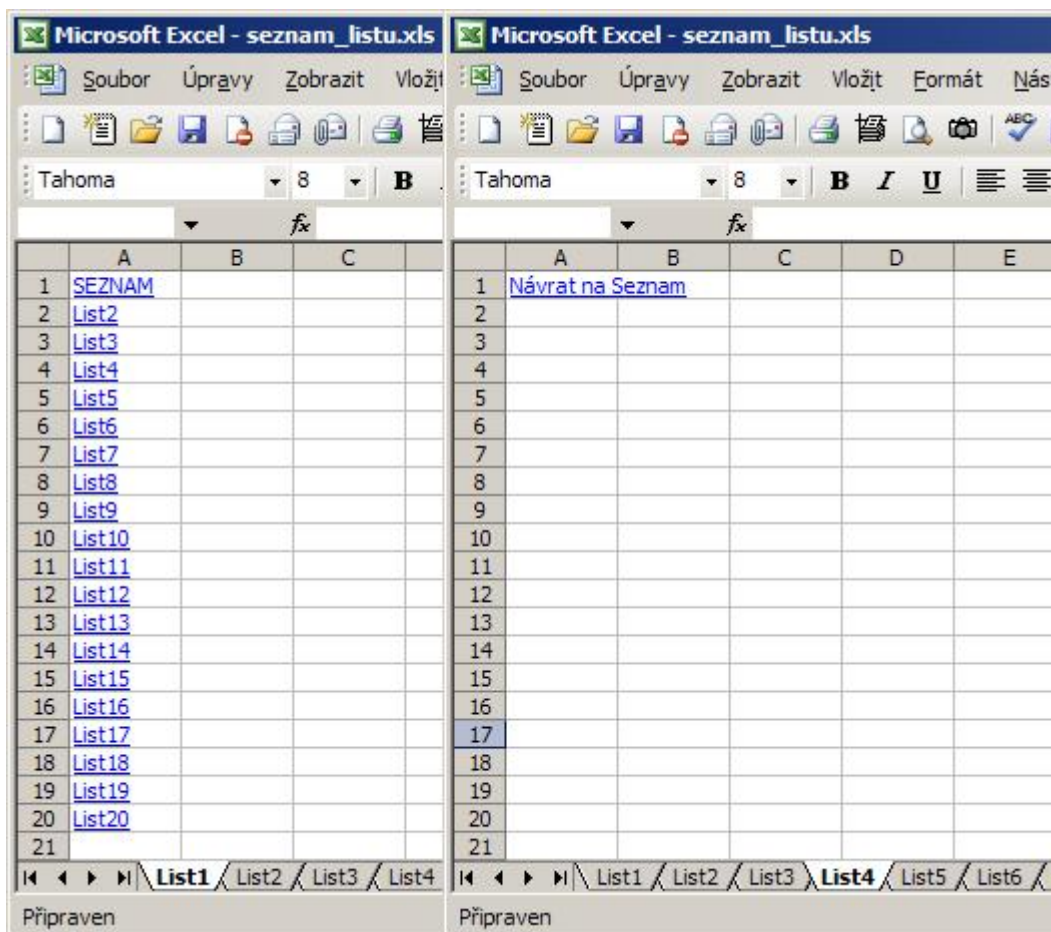 Microsoft Excel - seznam_listu.xls
Soubor Úpravy Zobrazit Vložit
Tahoma 8 B
fx
A B C
1 SEZNAM
2 List2
3 List3
4 List4
5 List5
6 List6
7 List7
8 List8
9 List9
10 List10
11 List11
12 List12
13 List13
14 List14
15 List15
16 List16
17 List17
18 List18
19 List19
20 List20
21
List1 List2 List3 List4
Připraven
Microsoft Excel - seznam_listu.xls
Soubor Úpravy Zobrazit Vložit Formát Nás
ABC
Tahoma 8 B I U
fx
A B C D E
1 Návrat na Seznam
2
3
4
5
6
7
8
9
10
11
12
13
14
15
16
17
18
19
20
21
List1 List2 List3 List4 List5 List6
Připraven